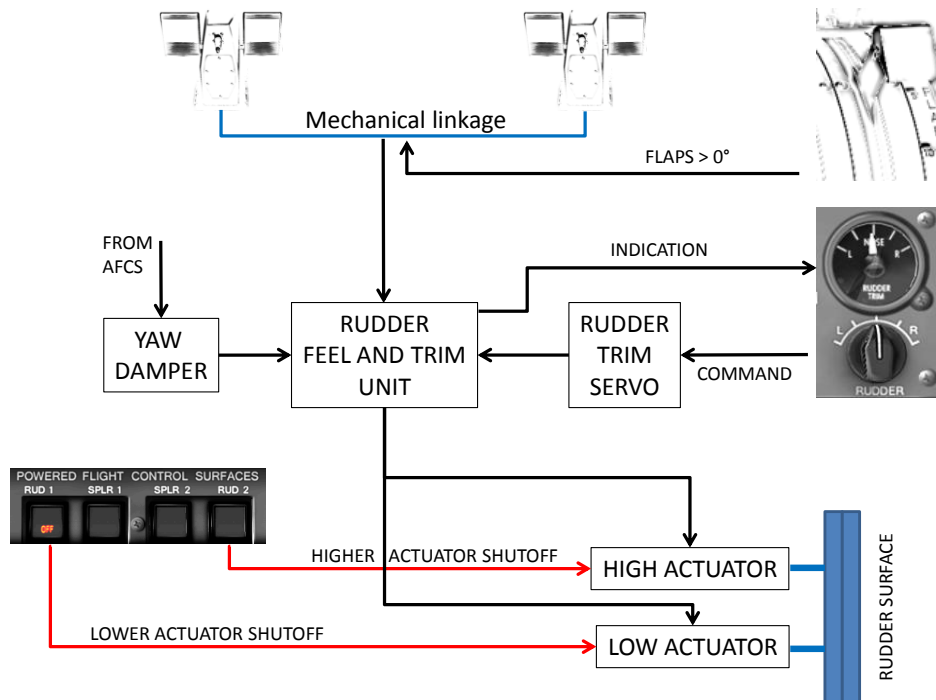 Mechanical linkage
FLAPS > 0°
FROM
AFCS
INDICATION
NOSE
L R
RUDDER
TRIM
YAW
DAMPER
RUDDER
FEEL AND TRIM
UNIT
RUDDER
TRIM
SERVO
COMMAND
L R
RUDDER
POWERED FLIGHT CONTROL SURFACES
RUD 1 SPLR 1 SPLR 2 RUD 2
OFF
HIGHER ACTUATOR SHUTOFF
HIGH ACTUATOR
LOWER ACTUATOR SHUTOFF
LOW ACTUATOR
RUDDER SURFACE